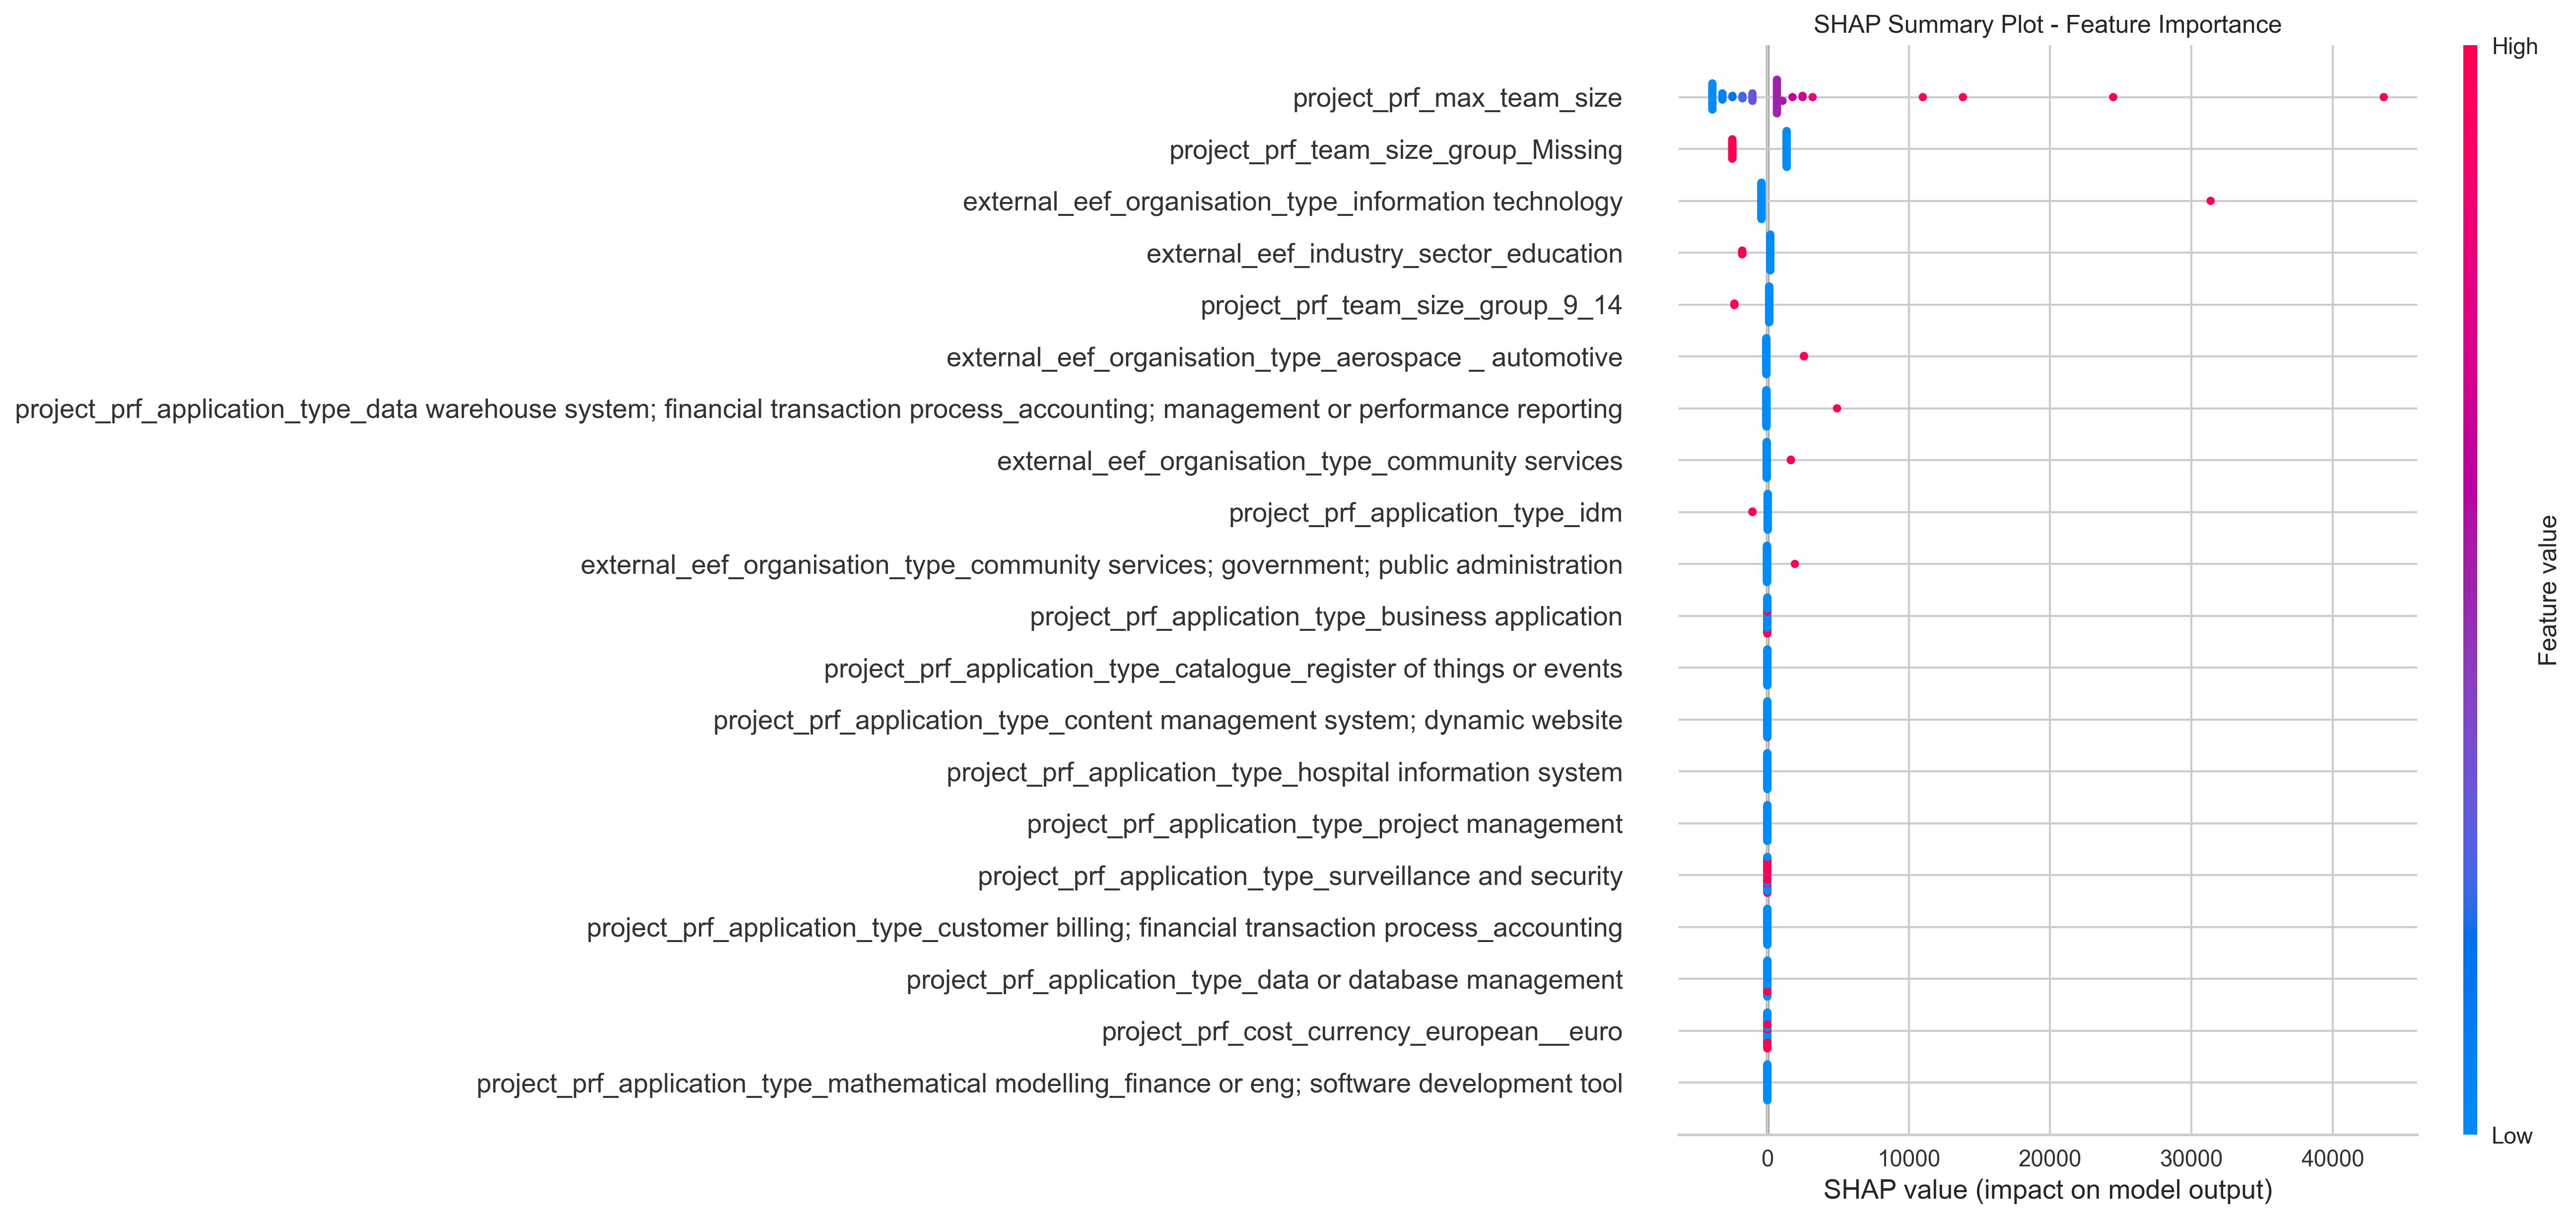 SHAP Summary Plot - Feature Importance
High
project_prf_max_team_size
project_prf_team_size_group_Missing
external_eef_organisation_type_information technology
external_eef_industry_sector_education
project_prf_team_size_group_9_14
external_eef_organisation_type_aerospace _ automotive
project_prf_application_type_data warehouse system; financial transaction process_accounting; management or performance reporting
external_eef_organisation_type_community services
project_prf_application_type_idm
external_eef_organisation_type_community services; government; public administration
project_prf_application_type_business application
project_prf_application_type_catalogue_register of things or events
project_prf_application_type_content management system; dynamic website
project_prf_application_type_hospital information system
project_prf_application_type_project management
project_prf_application_type_surveillance and security
project_prf_application_type_customer billing; financial transaction process_accounting
project_prf_application_type_data or database management
project_prf_cost_currency_european__euro
project_prf_application_type_mathematical modelling_finance or eng; software development tool
Feature value
Low
0 10000 20000 30000 40000
SHAP value (impact on model output)